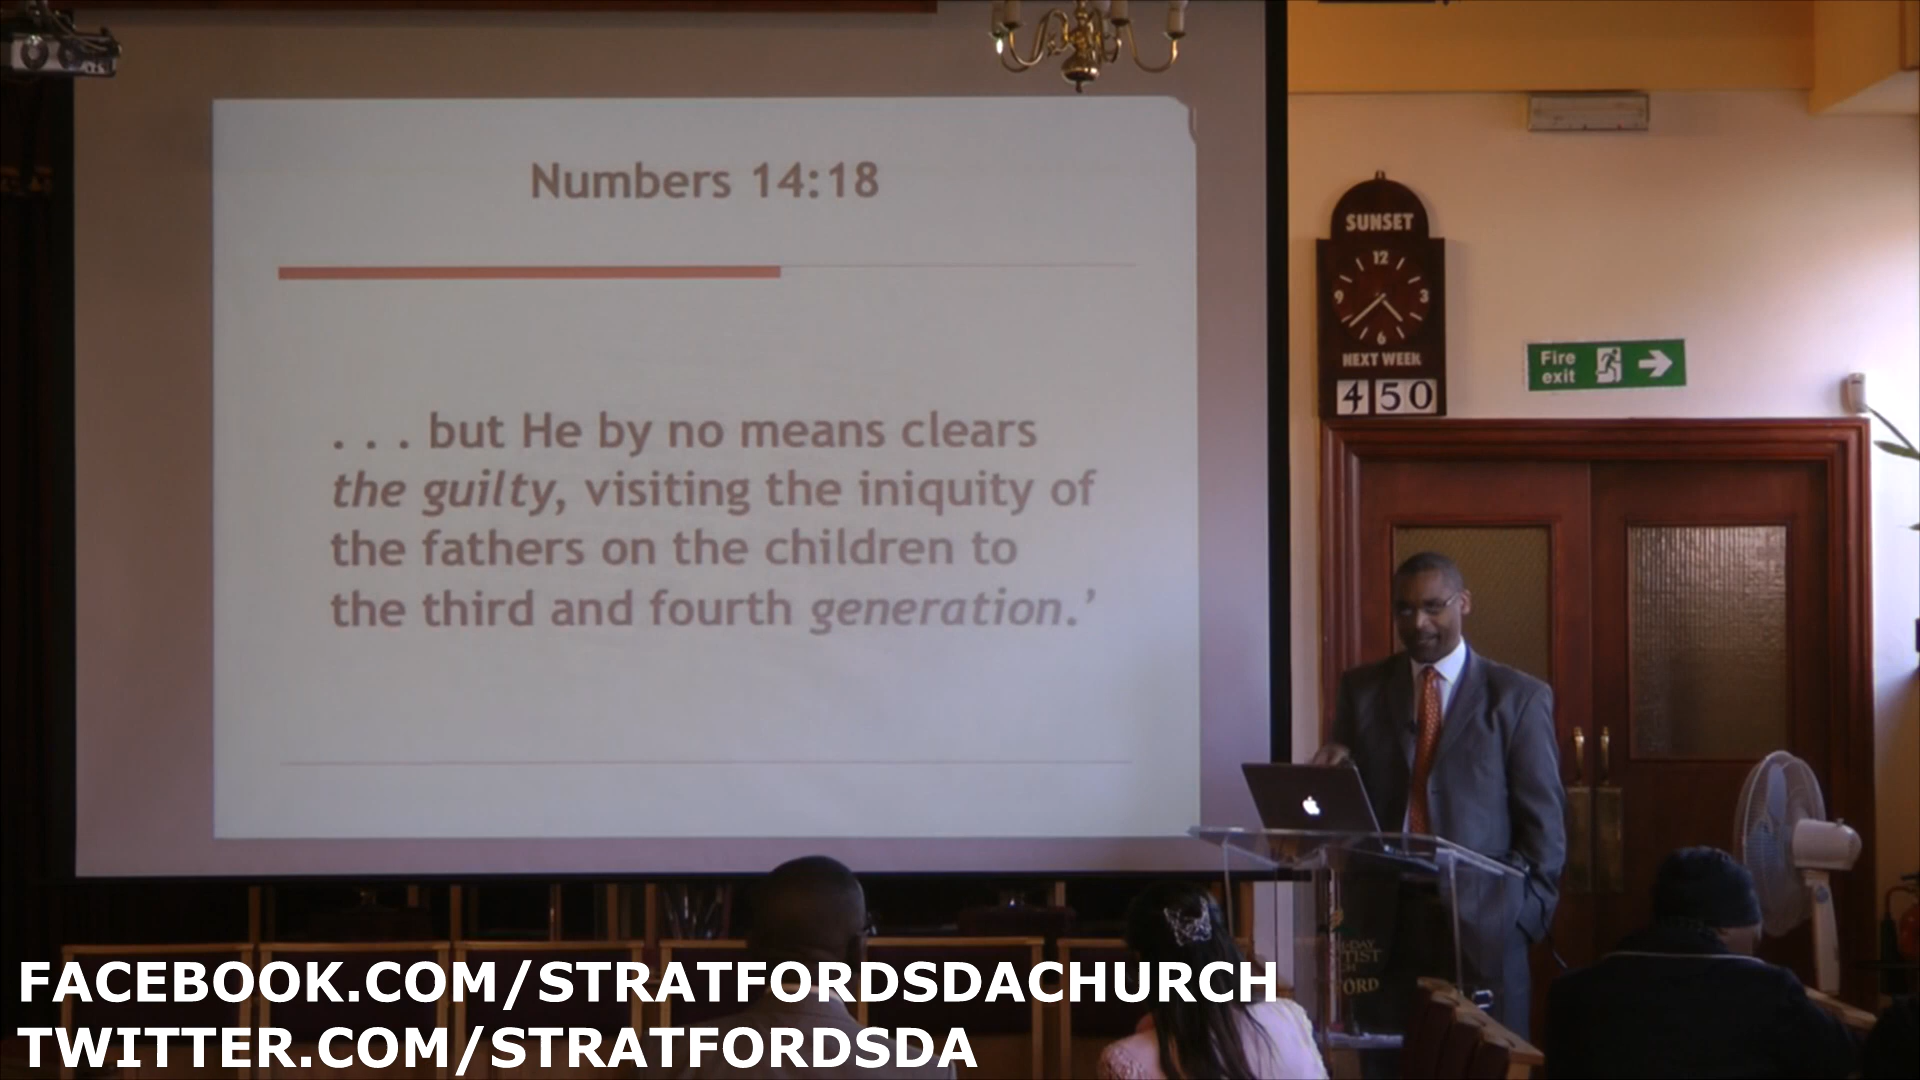 Numbers 14:18
. . . but He by no means clears
the guilty, visiting the iniquity of
the fathers on the children to
the third and fourth generation.’
SUNSET
12
9
3
6
NEXT WEEK
4 50
Fire
exit
FACEBOOK.COM/STRATFORDSDACHURCH
TWITTER.COM/STRATFORDSDA